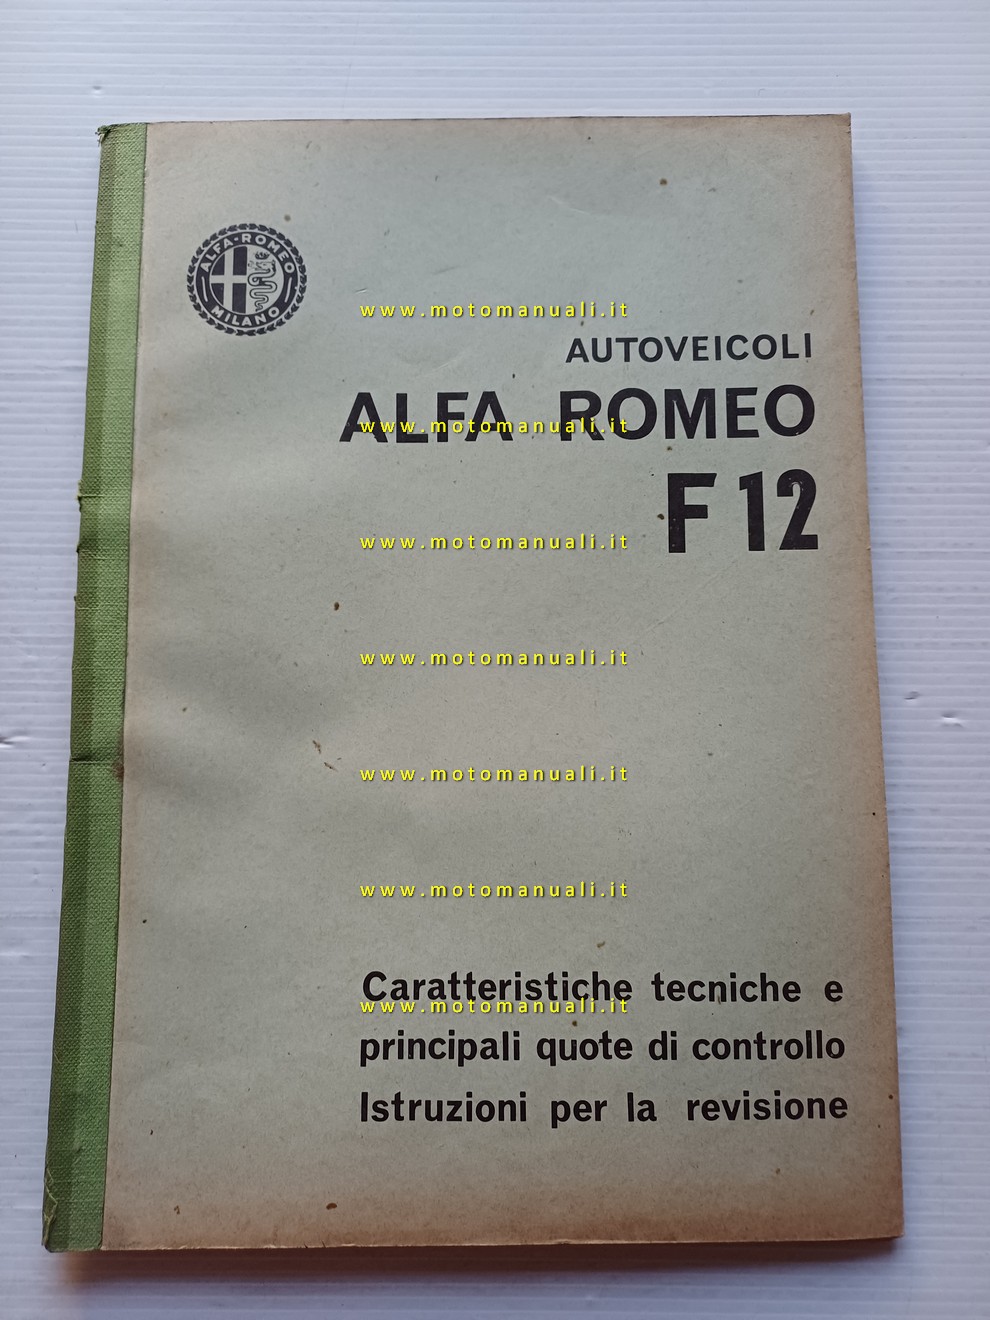 ALFA-ROMEO
MILANO
www.motomanuali.it
AUTOVEICOLI
ALFA ROMEO
www.motomanuali.it
F 12
www.motomanuali.it
www.motomanuali.it
www.motomanuali.it
www.motomanuali.it
Caratteristiche tecniche e
www.motomanuali.it
principali quote di controllo
Istruzioni per la revisione